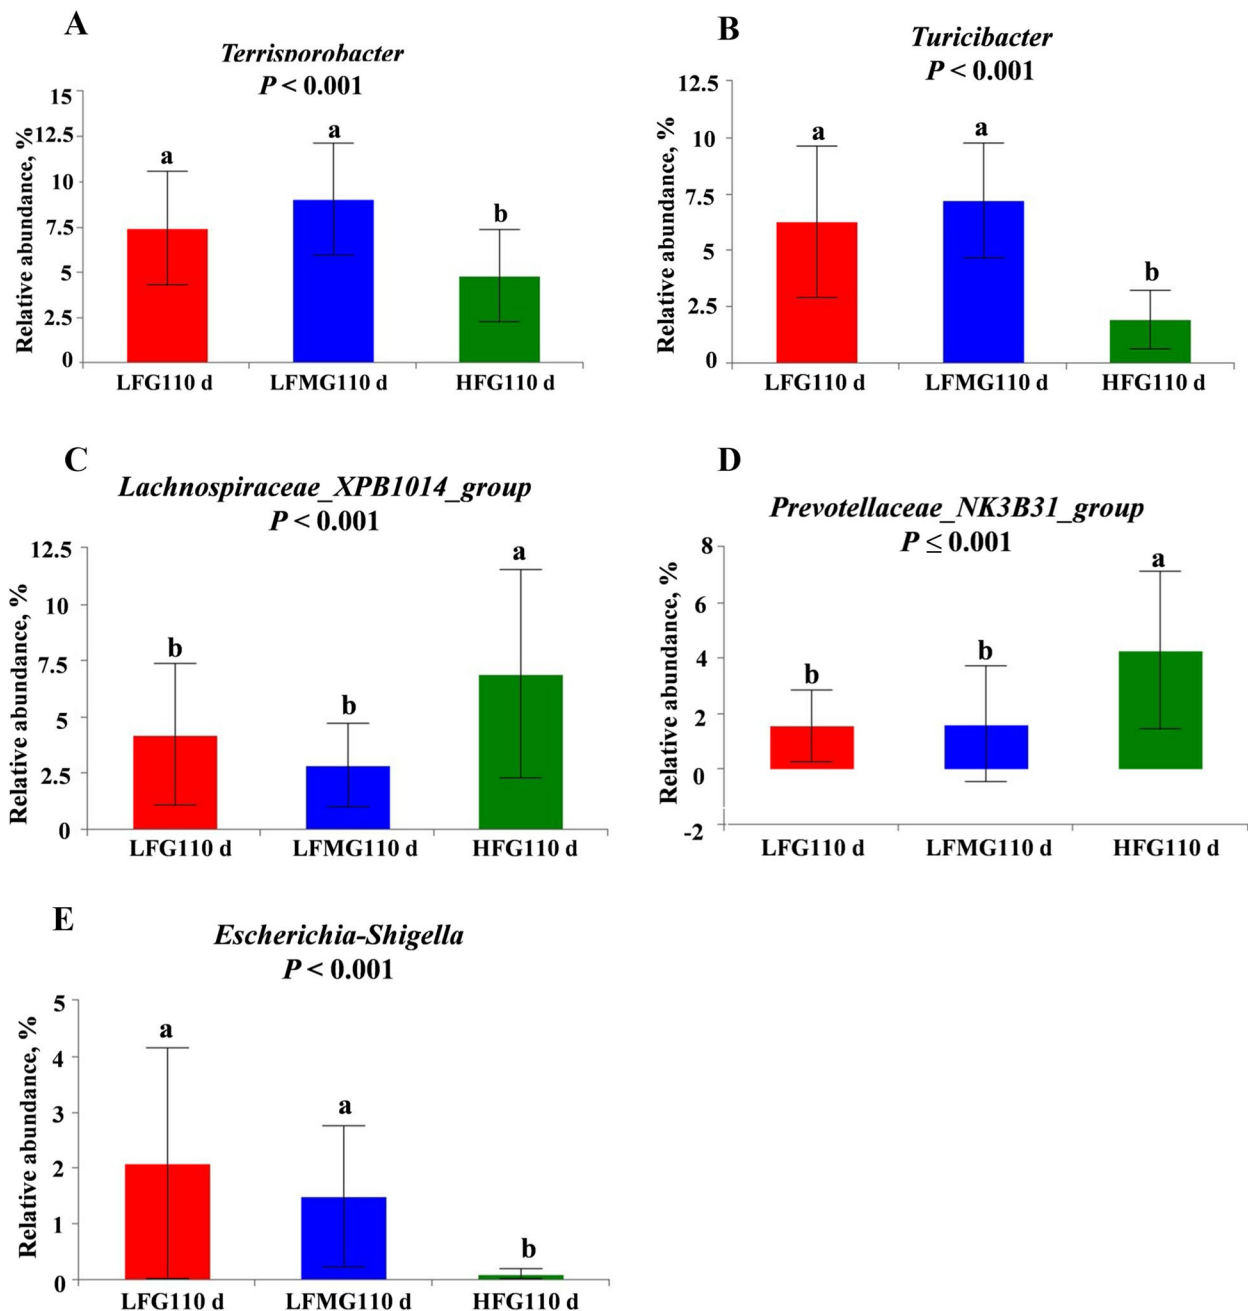 A
Terrisporobacter
P < 0.001
15
12.5
10
7.5
5
2.5
0
Relative abundance, %
a
a
b
LFG110 d
LFMG110 d
HFG110 d
B
Turicibacter
P < 0.001
12.5
10
7.5
5
2.5
0
Relative abundance, %
a
a
b
LFG110 d
LFMG110 d
HFG110 d
C
Lachnospiraceae_XPB1014_group
P < 0.001
12.5
10
7.5
5
2.5
0
Relative abundance, %
b
b
a
LFG110 d
LFMG110 d
HFG110 d
D
Prevotellaceae_NK3B31_group
P ≤ 0.001
8
6
4
2
0
-2
Relative abundance, %
b
b
a
LFG110 d
LFMG110 d
HFG110 d
E
Escherichia-Shigella
P < 0.001
5
4
3
2
1
0
Relative abundance, %
a
a
b
LFG110 d
LFMG110 d
HFG110 d